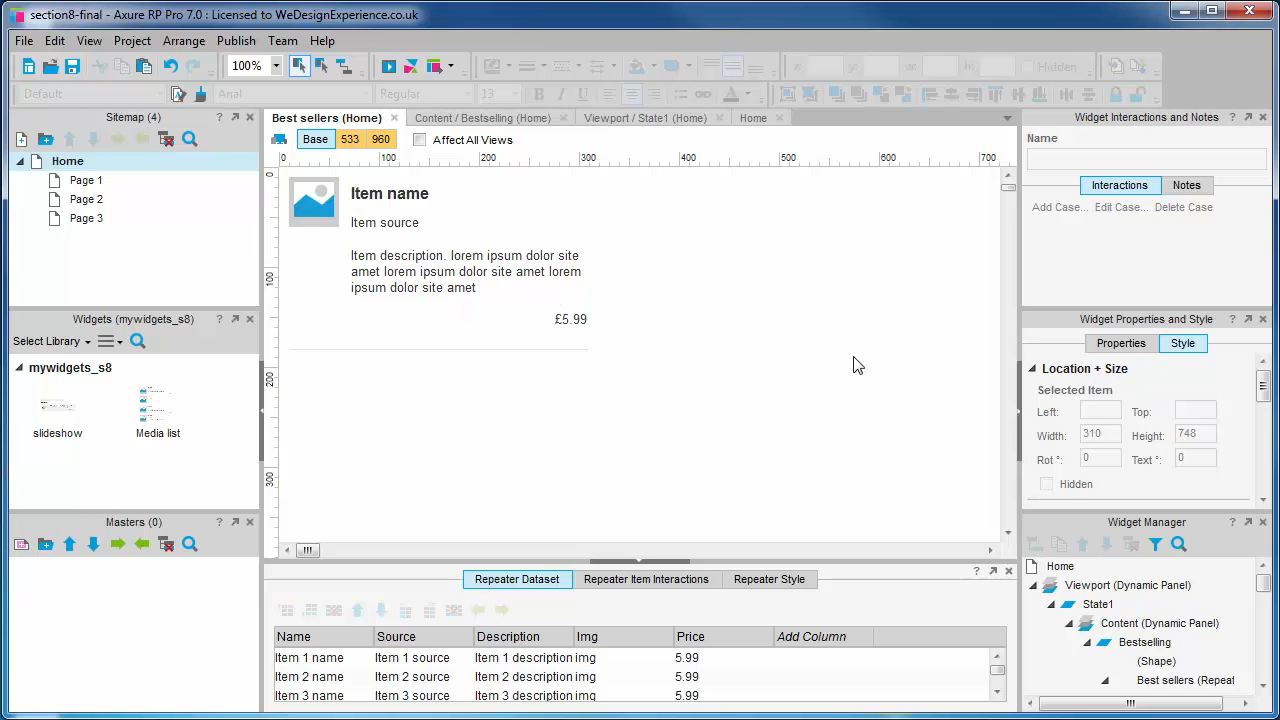 section8-final - Axure RP Pro 7.0 : Licensed to WeDesignExperience.co.uk
File Edit View Project Arrange Publish Team Help
100% Hidden
Default Anal Regular 13 B I U
Sitemap (4)
Home
Page 1
Page 2
Page 3
Widgets (mywidgets_s8)
Select Library
mywidgets_s8
slideshow Media list
Masters (0)
Best sellers (Home) Content / Bestselling (Home) Viewport / State1 (Home) Home
Base 533 960 Affect All Views
0 100 200 300 400 500 600 700
0
100
200
300
Item name
Item source
Item description. lorem ipsum dolor site
amet lorem ipsum dolor site amet lorem
ipsum dolor site amet
£5.99
Repeater Dataset Repeater Item Interactions Repeater Style
Name Source Description Img Price Add Column
Item 1 name Item 1 source Item 1 description img 5.99
Item 2 name Item 2 source Item 2 description img 5.99
Item 3 name Item 3 source Item 3 description img 5.99
Widget Interactions and Notes
Name
Interactions Notes
Add Case... Edit Case... Delete Case
Widget Properties and Style
Properties Style
Location + Size
Selected Item
Left: Top:
Width: 310 Height: 748
Rot °: 0 Text °: 0
Hidden
Widget Manager
Home
Viewport (Dynamic Panel)
State1
Content (Dynamic Panel)
Bestselling
(Shape)
Best sellers (Repeat